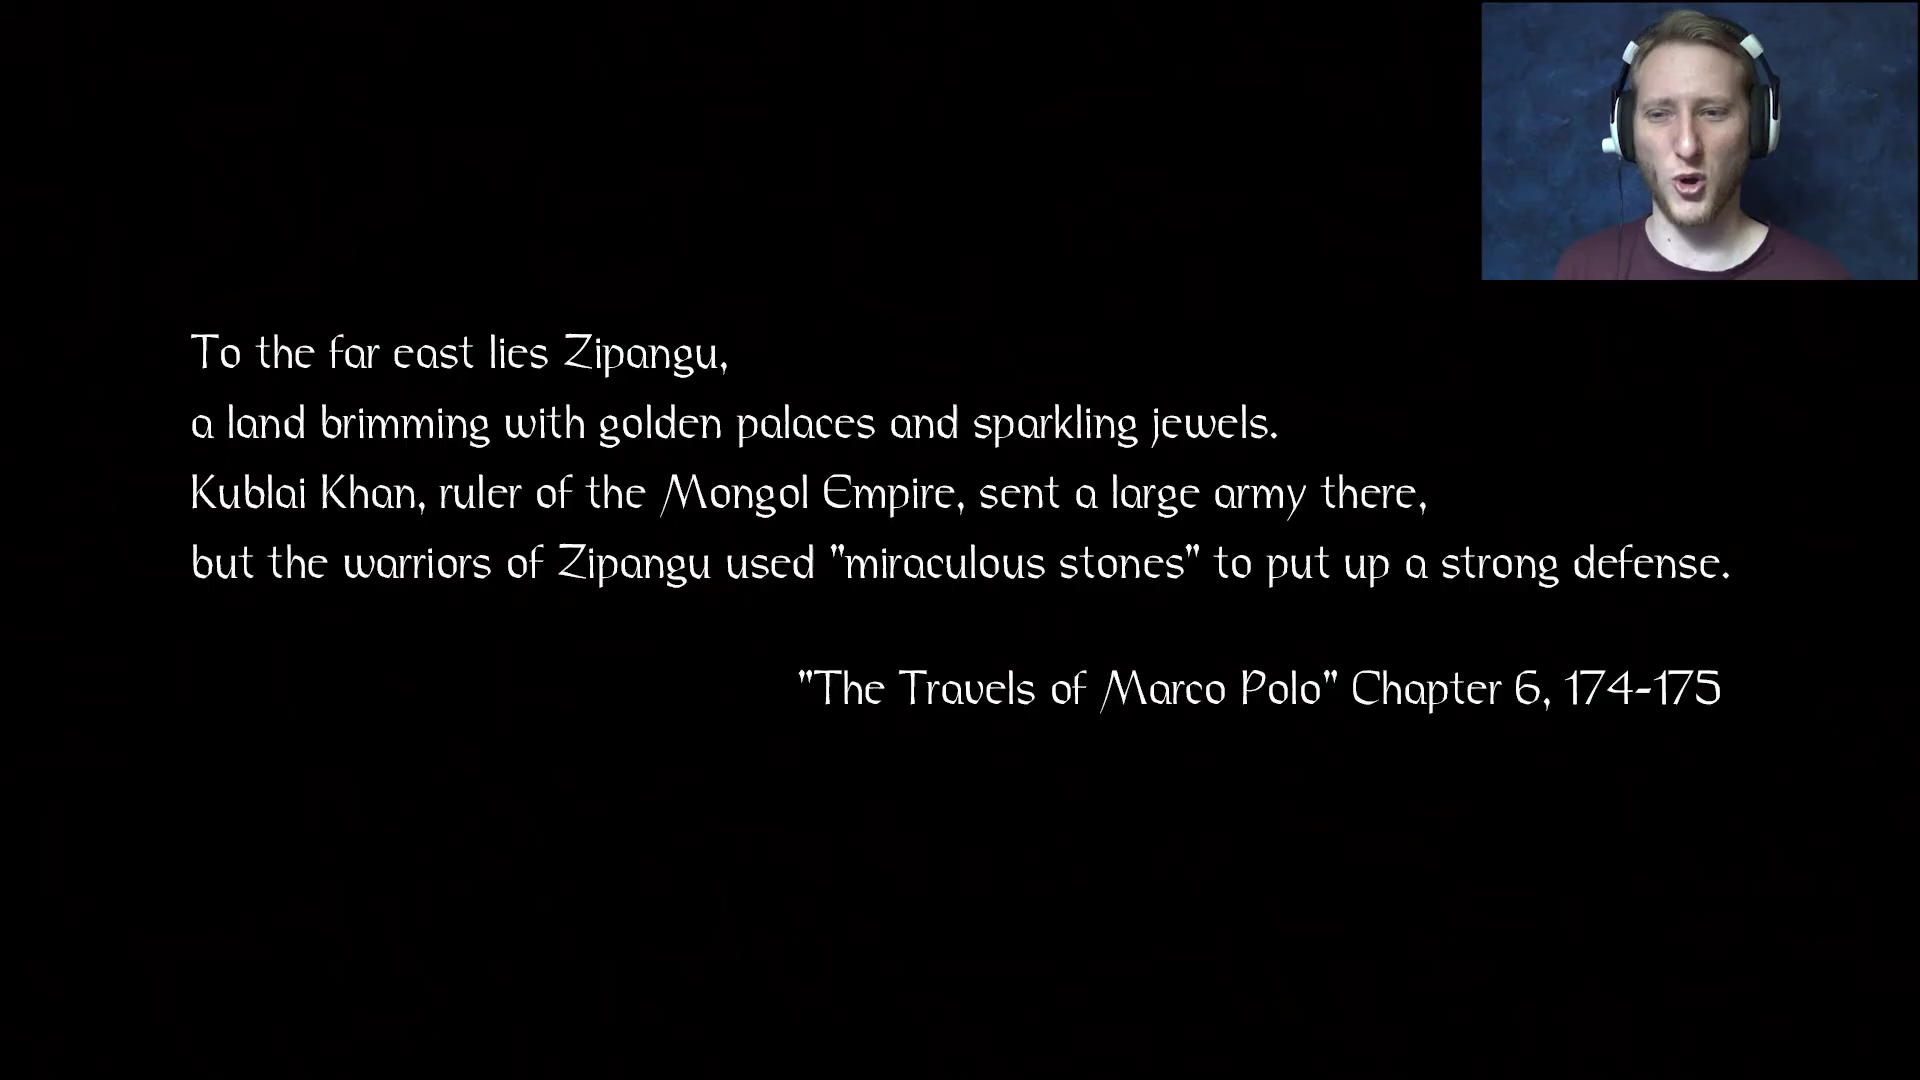 To the far east lies Zipangu,
a land brimming with golden palaces and sparkling jewels.
Kublai Khan, ruler of the Mongol Empire, sent a large army there,
but the warriors of Zipangu used "miraculous stones" to put up a strong defense.
"The Travels of Marco Polo" Chapter 6, 174-175